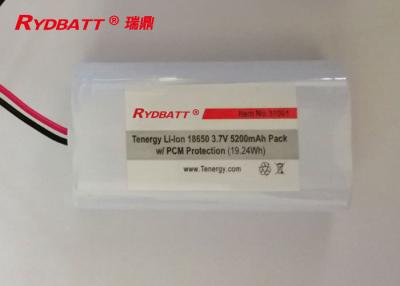 RYDBATT 瑞鼎
RYDBATT
Item No:
Tenergy Li-Ion 18650 3.7V 5200mAh Pack
w/ PCM Protection (19.24Wh)
www.Tenergy.com